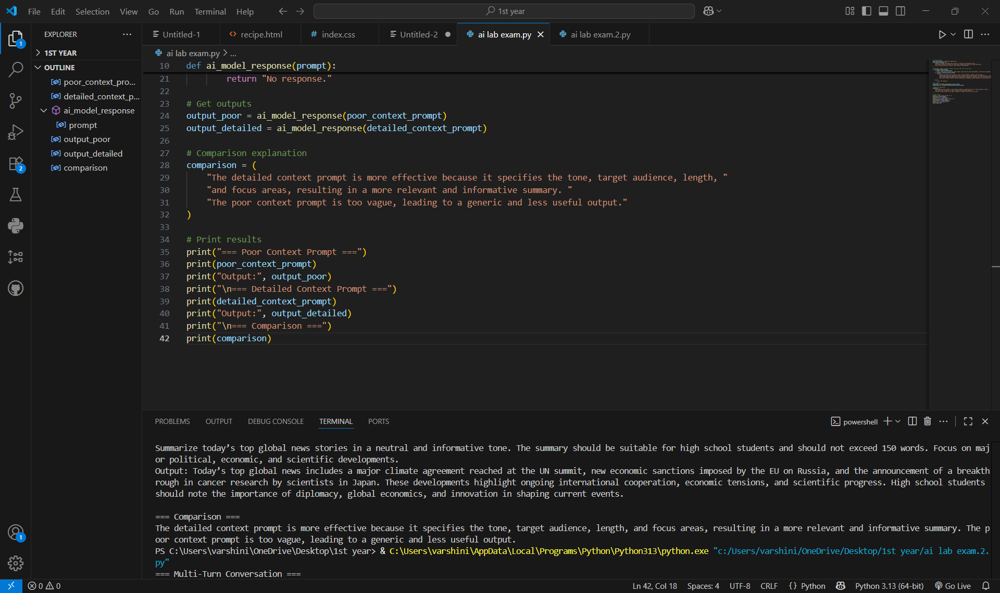 File Edit Selection View Go Run Terminal Help
1st year
EXPLORER
1ST YEAR
OUTLINE
poor_context_pro...
detailed_context_p...
ai_model_response
prompt
output_poor
output_detailed
comparison
1
2
1
Untitled-1
recipe.html
# index.css
Untitled-2
ai lab exam.py
ai lab exam.2.py
ai lab exam.py > ...
10 def ai_model_response(prompt):
21 return "No response."
22
23 # Get outputs
24 output_poor = ai_model_response(poor_context_prompt)
25 output_detailed = ai_model_response(detailed_context_prompt)
26
27 # Comparison explanation
28 comparison = (
29 "The detailed context prompt is more effective because it specifies the tone, target audience, length, "
30 "and focus areas, resulting in a more relevant and informative summary. "
31 "The poor context prompt is too vague, leading to a generic and less useful output."
32 )
33
34 # Print results
35 print("=== Poor Context Prompt ===")
36 print(poor_context_prompt)
37 print("Output:", output_poor)
38 print("\n=== Detailed Context Prompt ===")
39 print(detailed_context_prompt)
40 print("Output:", output_detailed)
41 print("\n=== Comparison ===")
42 print(comparison)
PROBLEMS OUTPUT DEBUG CONSOLE TERMINAL PORTS
powershell
Summarize today’s top global news stories in a neutral and informative tone. The summary should be suitable for high school students and should not exceed 150 words. Focus on maj
or political, economic, and scientific developments.
Output: Today’s top global news includes a major climate agreement reached at the UN summit, new economic sanctions imposed by the EU on Russia, and the announcement of a breakth
rough in cancer research by scientists in Japan. These developments highlight ongoing international cooperation, economic tensions, and scientific progress. High school students
should note the importance of diplomacy, global economics, and innovation in shaping current events.
=== Comparison ===
The detailed context prompt is more effective because it specifies the tone, target audience, length, and focus areas, resulting in a more relevant and informative summary. The p
oor context prompt is too vague, leading to a generic and less useful output.
PS C:\Users\varshini\OneDrive\Desktop\1st year> & C:\Users\varshini\AppData\Local\Programs\Python\Python313\python.exe "c:/Users/varshini/OneDrive/Desktop/1st year/ai lab exam.2.
py"
=== Multi-Turn Conversation ===
0 0
Ln 42, Col 18 Spaces: 4 UTF-8 CRLF {} Python Python 3.13 (64-bit) Go Live